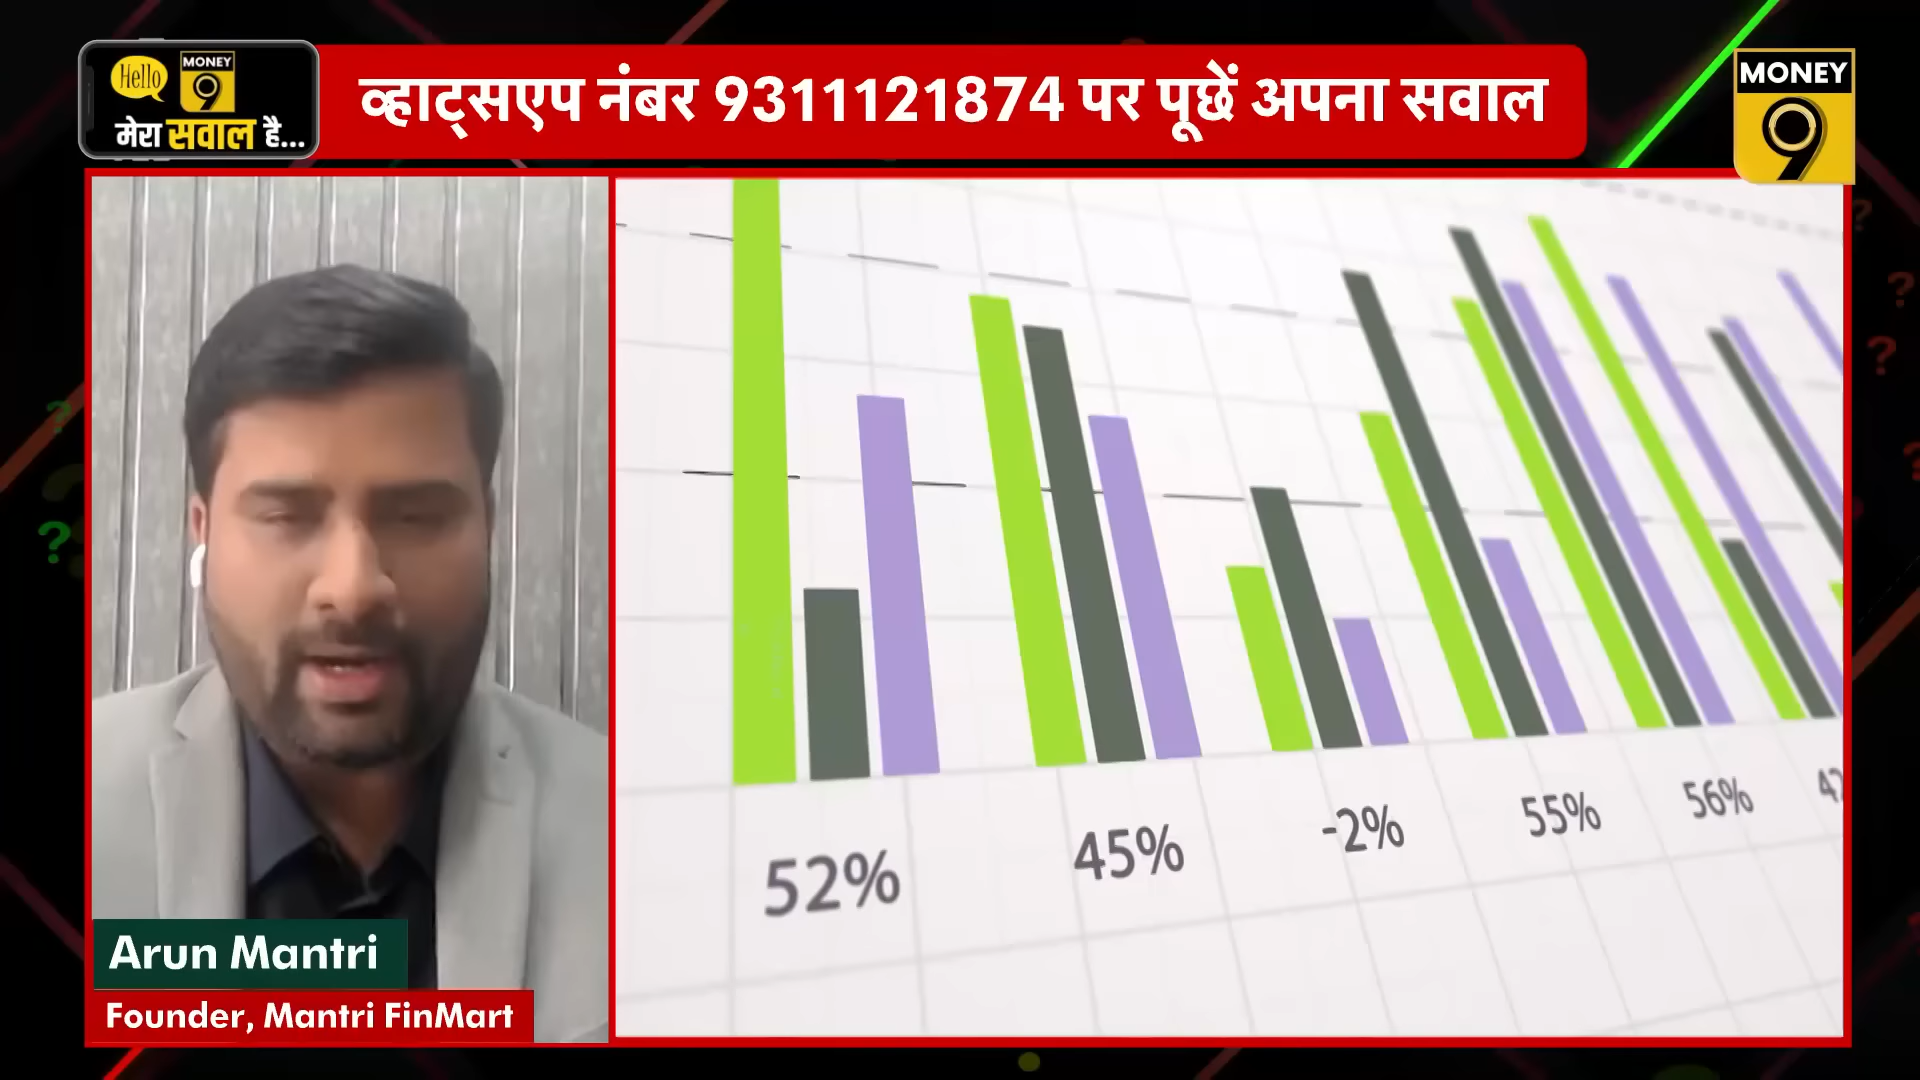 Hello
MONEY
9
मेरा सवाल है...
व्हाट्सएप नंबर 9311121874 पर पूछें अपना सवाल
MONEY
9
52%
45%
-2%
55%
56%
42
Arun Mantri
Founder, Mantri FinMart